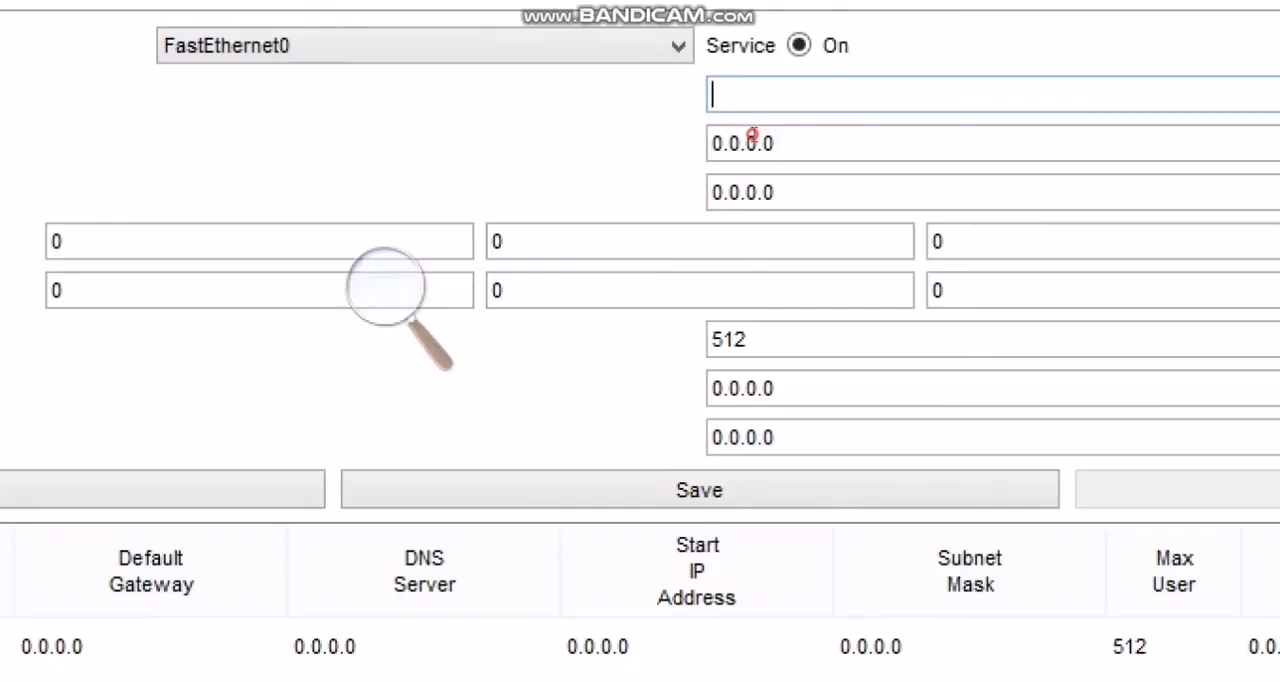 www.BANDICAM.com
FastEthernet0 Service On
0.0.0.0
0.0.0.0
0 0 0
0 0 0
512
0.0.0.0
0.0.0.0
Save
Default Gateway DNS Server Start IP Address Subnet Mask Max User
0.0.0.0 0.0.0.0 0.0.0.0 0.0.0.0 512 0.0.